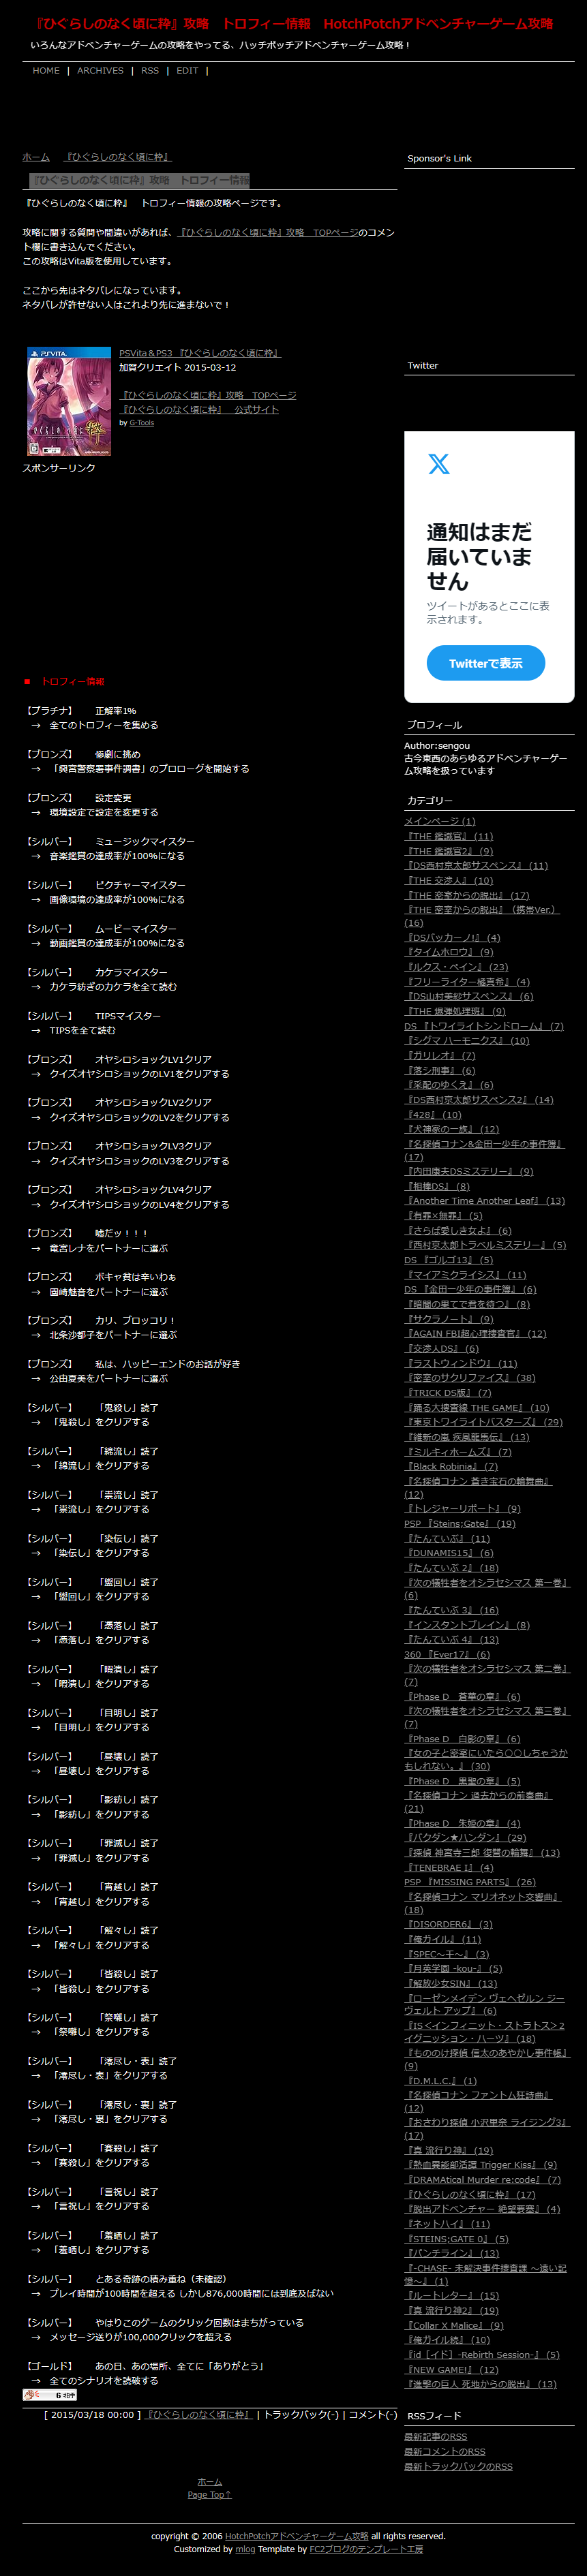 『ひぐらしのなく頃に粋』攻略　トロフィー情報　HotchPotchアドベンチャーゲーム攻略
いろんなアドベンチャーゲームの攻略をやってる、ハッチポッチアドベンチャーゲーム攻略！
HOME | ARCHIVES | RSS | EDIT |
ホーム　『ひぐらしのなく頃に粋』
『ひぐらしのなく頃に粋』攻略　トロフィー情報
『ひぐらしのなく頃に粋』　トロフィー情報の攻略ページです。
攻略に関する質問や間違いがあれば、『ひぐらしのなく頃に粋』攻略　TOPページのコメン
ト欄に書き込んでください。
この攻略はVita版を使用しています。
ここから先はネタバレになっています。
ネタバレが許せない人はこれより先に進まないで！
PSVITA
PSVita＆PS3 『ひぐらしのなく頃に粋』
加賀クリエイト 2015-03-12
『ひぐらしのなく頃に粋』攻略　TOPページ
『ひぐらしのなく頃に粋』　公式サイト
by G-Tools
スポンサーリンク
■　トロフィー情報
【プラチナ】　　正解率1%
→　全てのトロフィーを集める
【ブロンズ】　　惨劇に挑め
→　「興宮警察署事件調書」のプロローグを開始する
【ブロンズ】　　設定変更
→　環境設定で設定を変更する
【シルバー】　　ミュージックマイスター
→　音楽鑑賞の達成率が100%になる
【シルバー】　　ピクチャーマイスター
→　画像環境の達成率が100%になる
【シルバー】　　ムービーマイスター
→　動画鑑賞の達成率が100%になる
【シルバー】　　カケラマイスター
→　カケラ紡ぎのカケラを全て読む
【シルバー】　　TIPSマイスター
→　TIPSを全て読む
【ブロンズ】　　オヤシロショックLV1クリア
→　クイズオヤシロショックのLV1をクリアする
【ブロンズ】　　オヤシロショックLV2クリア
→　クイズオヤシロショックのLV2をクリアする
【ブロンズ】　　オヤシロショックLV3クリア
→　クイズオヤシロショックのLV3をクリアする
【ブロンズ】　　オヤシロショックLV4クリア
→　クイズオヤシロショックのLV4をクリアする
【ブロンズ】　　嘘だッ！！！
→　竜宮レナをパートナーに選ぶ
【ブロンズ】　　ボキャ貧は辛いわぁ
→　園崎魅音をパートナーに選ぶ
【ブロンズ】　　カリ、ブロッコリ！
→　北条沙都子をパートナーに選ぶ
【ブロンズ】　　私は、ハッピーエンドのお話が好き
→　公由夏美をパートナーに選ぶ
【シルバー】　　「鬼殺し」読了
→　「鬼殺し」をクリアする
【シルバー】　　「綿流し」読了
→　「綿流し」をクリアする
【シルバー】　　「祟流し」読了
→　「祟流し」をクリアする
【シルバー】　　「染伝し」読了
→　「染伝し」をクリアする
【シルバー】　　「盥回し」読了
→　「盥回し」をクリアする
【シルバー】　　「憑落し」読了
→　「憑落し」をクリアする
【シルバー】　　「暇潰し」読了
→　「暇潰し」をクリアする
【シルバー】　　「目明し」読了
→　「目明し」をクリアする
【シルバー】　　「昼壊し」読了
→　「昼壊し」をクリアする
【シルバー】　　「影紡し」読了
→　「影紡し」をクリアする
【シルバー】　　「罪滅し」読了
→　「罪滅し」をクリアする
【シルバー】　　「宵越し」読了
→　「宵越し」をクリアする
【シルバー】　　「解々し」読了
→　「解々し」をクリアする
【シルバー】　　「皆殺し」読了
→　「皆殺し」をクリアする
【シルバー】　　「祭囃し」読了
→　「祭囃し」をクリアする
【シルバー】　　「澪尽し・表」読了
→　「澪尽し・表」をクリアする
【シルバー】　　「澪尽し・裏」読了
→　「澪尽し・裏」をクリアする
【シルバー】　　「賽殺し」読了
→　「賽殺し」をクリアする
【シルバー】　　「言祝し」読了
→　「言祝し」をクリアする
【シルバー】　　「羞晒し」読了
→　「羞晒し」をクリアする
【シルバー】　　とある奇跡の積み重ね（未確認）
→　プレイ時間が100時間を超える しかし876,000時間には到底及ばない
【シルバー】　　やはりこのゲームのクリック回数はまちがっている
→　メッセージ送りが100,000クリックを超える
【ゴールド】　　あの日、あの場所、全てに「ありがとう」
→　全てのシナリオを読破する
6 拍手
[ 2015/03/18 00:00 ] 『ひぐらしのなく頃に粋』 | トラックバック(-) | コメント(-)
ホーム
Page Top↑
Sponsor's Link
Twitter
通知はまだ
届いていま
せん
ツイートがあるとここに表
示されます。
Twitterで表示
プロフィール
Author:sengou
古今東西のあらゆるアドベンチャーゲー
ム攻略を扱っています
カテゴリー
メインページ (1)
『THE 鑑識官』 (11)
『THE 鑑識官2』 (9)
『DS西村京太郎サスペンス』 (11)
『THE 交渉人』 (10)
『THE 密室からの脱出』 (17)
『THE 密室からの脱出』（携帯Ver.）
(16)
『DSバッカーノ!』 (4)
『タイムホロウ』 (9)
『ルクス・ペイン』 (23)
『フリーライター橘真希』 (4)
『DS山村美紗サスペンス』 (6)
『THE 爆弾処理班』 (9)
DS 『トワイライトシンドローム』 (7)
『シグマ ハーモニクス』 (10)
『ガリレオ』 (7)
『落シ刑事』 (6)
『采配のゆくえ』 (6)
『DS西村京太郎サスペンス2』 (14)
『428』 (10)
『犬神家の一族』 (12)
『名探偵コナン&金田一少年の事件簿』
(17)
『内田康夫DSミステリー』 (9)
『相棒DS』 (8)
『Another Time Another Leaf』 (13)
『有罪×無罪』 (5)
『さらば愛しき女よ』 (6)
『西村京太郎トラベルミステリー』 (5)
DS 『ゴルゴ13』 (5)
『マイアミクライシス』 (11)
DS 『金田一少年の事件簿』 (6)
『暗闇の果てで君を待つ』 (8)
『サクラノート』 (9)
『AGAIN FBI超心理捜査官』 (12)
『交渉人DS』 (6)
『ラストウィンドウ』 (11)
『密室のサクリファイス』 (38)
『TRICK DS版』 (7)
『踊る大捜査線 THE GAME』 (10)
『東京トワイライトバスターズ』 (29)
『維新の嵐 疾風龍馬伝』 (13)
『ミルキィホームズ』 (7)
『Black Robinia』 (7)
『名探偵コナン 蒼き宝石の輪舞曲』
(12)
『トレジャーリポート』 (9)
PSP 『Steins;Gate』 (19)
『たんていぶ』 (11)
『DUNAMIS15』 (6)
『たんていぶ 2』 (18)
『次の犠牲者をオシラセシマス 第一巻』
(6)
『たんていぶ 3』 (16)
『インスタントブレイン』 (8)
『たんていぶ 4』 (13)
360 『Ever17』 (6)
『次の犠牲者をオシラセシマス 第二巻』
(7)
『Phase D　蒼華の章』 (6)
『次の犠牲者をオシラセシマス 第三巻』
(7)
『Phase D　白影の章』 (6)
『女の子と密室にいたら○○しちゃうか
もしれない。』 (30)
『Phase D　黒聖の章』 (5)
『名探偵コナン 過去からの前奏曲』
(21)
『Phase D　朱姫の章』 (4)
『バクダン★ハンダン』 (29)
『探偵 神宮寺三郎 復讐の輪舞』 (13)
『TENEBRAE I』 (4)
PSP 『MISSING PARTS』 (26)
『名探偵コナン マリオネット交響曲』
(18)
『DISORDER6』 (3)
『俺ガイル』 (11)
『SPEC～干～』 (3)
『月英学園 -kou-』 (5)
『解放少女SIN』 (13)
『ローゼンメイデン ヴェヘゼルン ジー
ヴェルト アップ』 (6)
『IS＜インフィニット・ストラトス＞2
イグニッション・ハーツ』 (18)
『もののけ探偵 信太のあやかし事件帳』
(9)
『D.M.L.C.』 (1)
『名探偵コナン ファントム狂詩曲』
(12)
『おさわり探偵 小沢里奈 ライジング3』
(17)
『真 流行り神』 (19)
『熱血異能部活譚 Trigger Kiss』 (9)
『DRAMAtical Murder re:code』 (7)
『ひぐらしのなく頃に粋』 (17)
『脱出アドベンチャー 絶望要塞』 (4)
『ネットハイ』 (11)
『STEINS;GATE 0』 (5)
『パンチライン』 (13)
『-CHASE- 未解決事件捜査課 ～遠い記
憶～』 (1)
『ルートレター』 (15)
『真 流行り神2』 (19)
『Collar X Malice』 (9)
『俺ガイル続』 (10)
『id［イド］-Rebirth Session-』 (5)
『NEW GAME!』 (12)
『進撃の巨人 死地からの脱出』 (13)
RSSフィード
最新記事のRSS
最新コメントのRSS
最新トラックバックのRSS
copyright © 2006 HotchPotchアドベンチャーゲーム攻略 all rights reserved.
Customized by mlog Template by FC2ブログのテンプレート工房